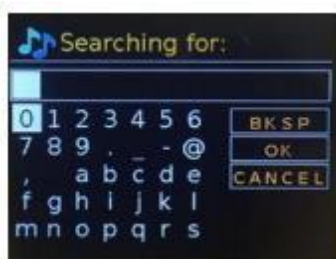 Searching for:
0 1 2 3 4 5 6 BKSP
7 8 9 . _ - @ OK
, a b c d e CANCEL
f g h i j k l
m n o p q r s